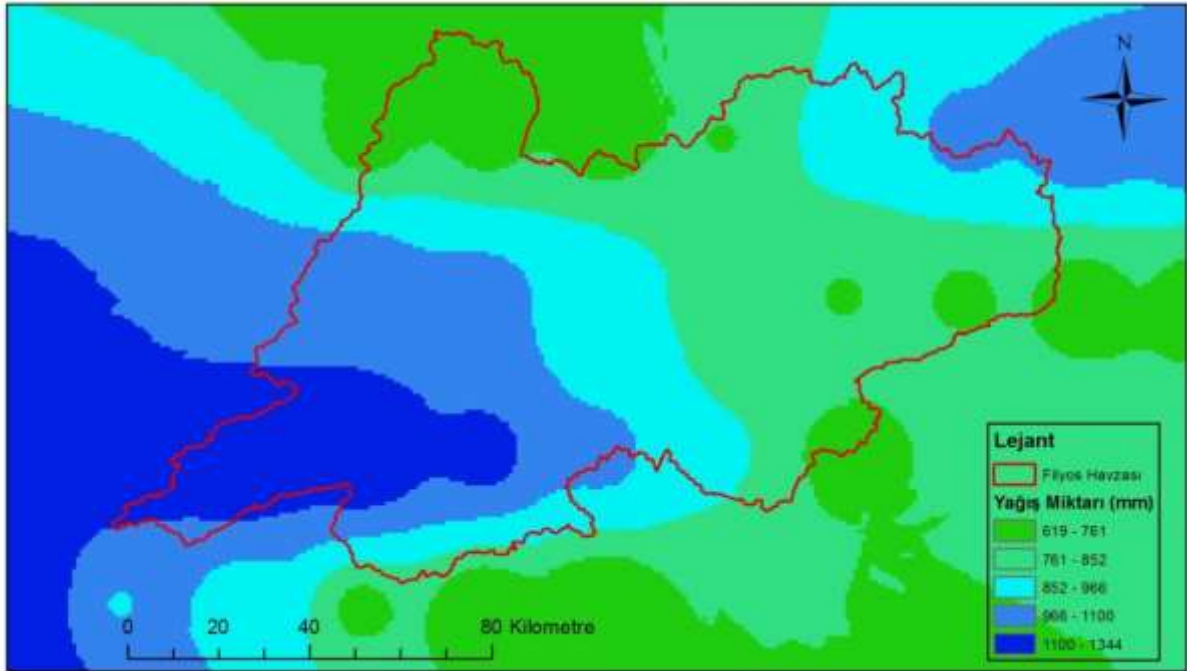 N
Lejant
Filyos Havzası
Yağış Miktarı (mm)
619 - 761
761 - 852
852 - 966
966 - 1100
1100 - 1344
0 20 40 80 Kilometre